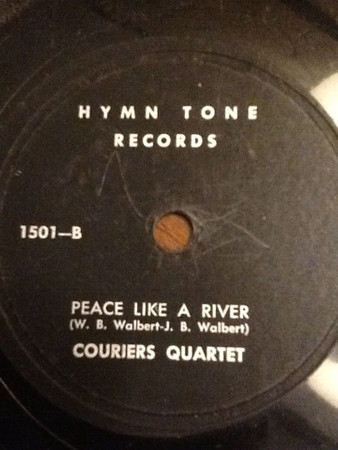 HYMN TONE
RECORDS
1501—B
PEACE LIKE A RIVER
(W. B. Walbert-J. B. Walbert)
COURIERS QUARTET